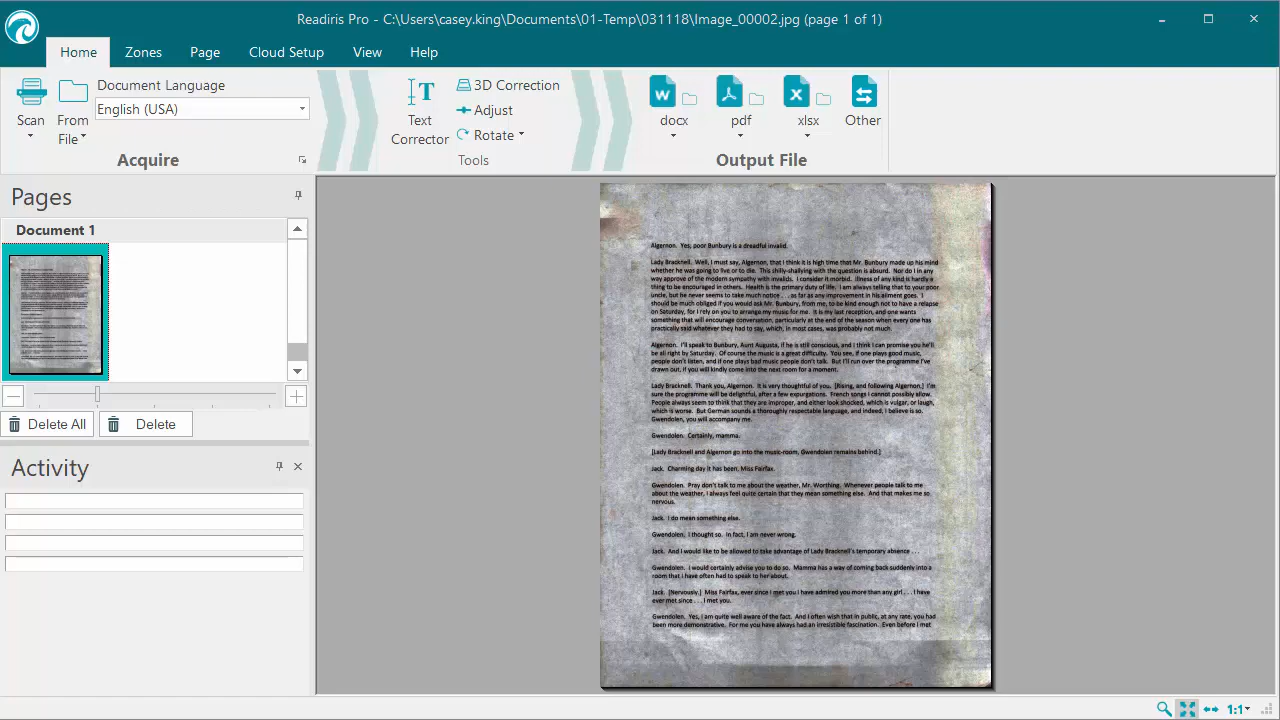 Readiris Pro - C:\Users\casey.king\Documents\01-Temp\031118\Image_00002.jpg (page 1 of 1)
Home Zones Page Cloud Setup View Help
Scan
From File
Document Language
English (USA)
Acquire
Text Corrector
3D Correction
Adjust
Rotate
Tools
docx
pdf
xlsx
Other
Output File
Pages
Document 1
Delete All
Delete
Activity
Algernon. Yes, poor Bunbury is a dreadful invalid.
Lady Bracknell. Well, I must say, Algernon, that I think it is high time that Mr. Bunbury made up his mind
whether he was going to live or to die. This shilly-shallying with the question is absurd. Nor do I in any
way approve of the modern sympathy with invalids. I consider it morbid. Illness of any kind is hardly a
thing to be encouraged in others. Health is the primary duty of life. I am always telling that to your poor
uncle, but he never seems to take much notice . . . as far as any improvement in his ailment goes. I
should be much obliged if you would ask Mr. Bunbury, from me, to be kind enough not to have a relapse
on Saturday, for I rely on you to arrange my music for me. It is my last reception, and one wants
something that will encourage conversation, particularly at the end of the season when every one has
practically said whatever they had to say, which, in most cases, was probably not much.
Algernon. I'll speak to Bunbury, Aunt Augusta, if he is still conscious, and I think I can promise you he'll
be all right by Saturday. Of course the music is a great difficulty. You see, if one plays good music,
people don't listen, and if one plays bad music people don't talk. But I'll run over the programme I've
drawn out, if you will kindly come into the next room for a moment.
Lady Bracknell. Thank you, Algernon. It is very thoughtful of you. [Rising, and following Algernon.] I'm
sure the programme will be delightful, after a few expurgations. French songs I cannot possibly allow.
People always seem to think that they are improper, and either look shocked, which is vulgar, or laugh,
which is worse. But German sounds a thoroughly respectable language, and indeed, I believe is so.
Gwendolen, you will accompany me.
Gwendolen. Certainly, mamma.
[Lady Bracknell and Algernon go into the music-room, Gwendolen remains behind.]
Jack. Charming day it has been, Miss Fairfax.
Gwendolen. Pray don't talk to me about the weather, Mr. Worthing. Whenever people talk to me
about the weather, I always feel quite certain that they mean something else. And that makes me so
nervous.
Jack. I do mean something else.
Gwendolen. I thought so. In fact, I am never wrong.
Jack. And I would like to be allowed to take advantage of Lady Bracknell's temporary absence . . .
Gwendolen. I would certainly advise you to do so. Mamma has a way of coming back suddenly into a
room that I have often had to speak to her about.
Jack. [Nervously.] Miss Fairfax, ever since I met you I have admired you more than any girl . . . I have
ever met since . . . I met you.
Gwendolen. Yes, I am quite well aware of the fact. And I often wish that in public, at any rate, you had
been more demonstrative. For me you have always had an irresistible fascination. Even before I met
1:1